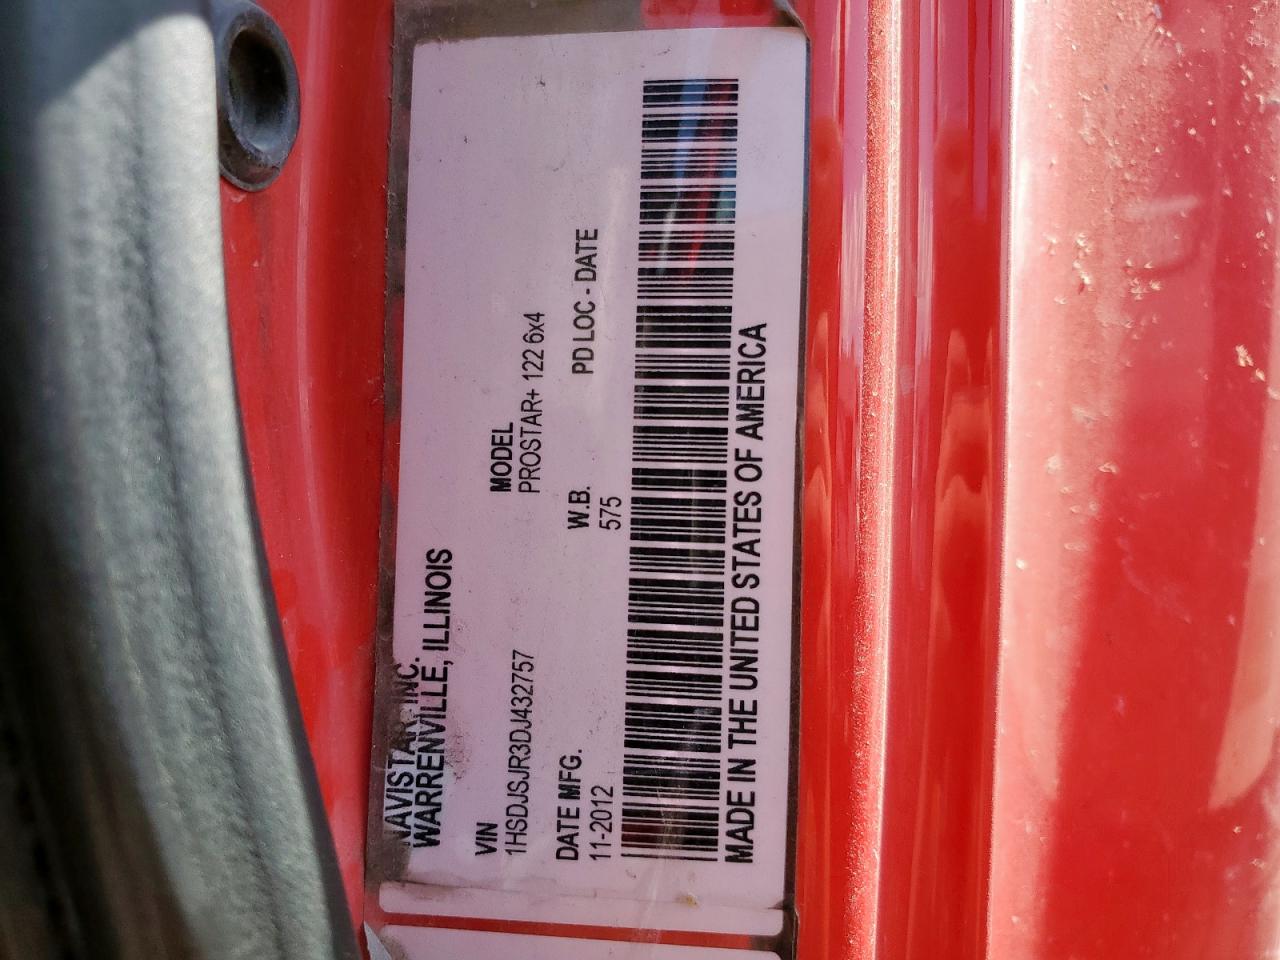 NAVISTAR, INC.
WARRENVILLE, ILLINOIS
VIN
1HSDJSJR3DJ432757
MODEL
PROSTAR+ 122 6x4
DATE MFG.
11-2012
W.B.
575
PD LOC - DATE
MADE IN THE UNITED STATES OF AMERICA